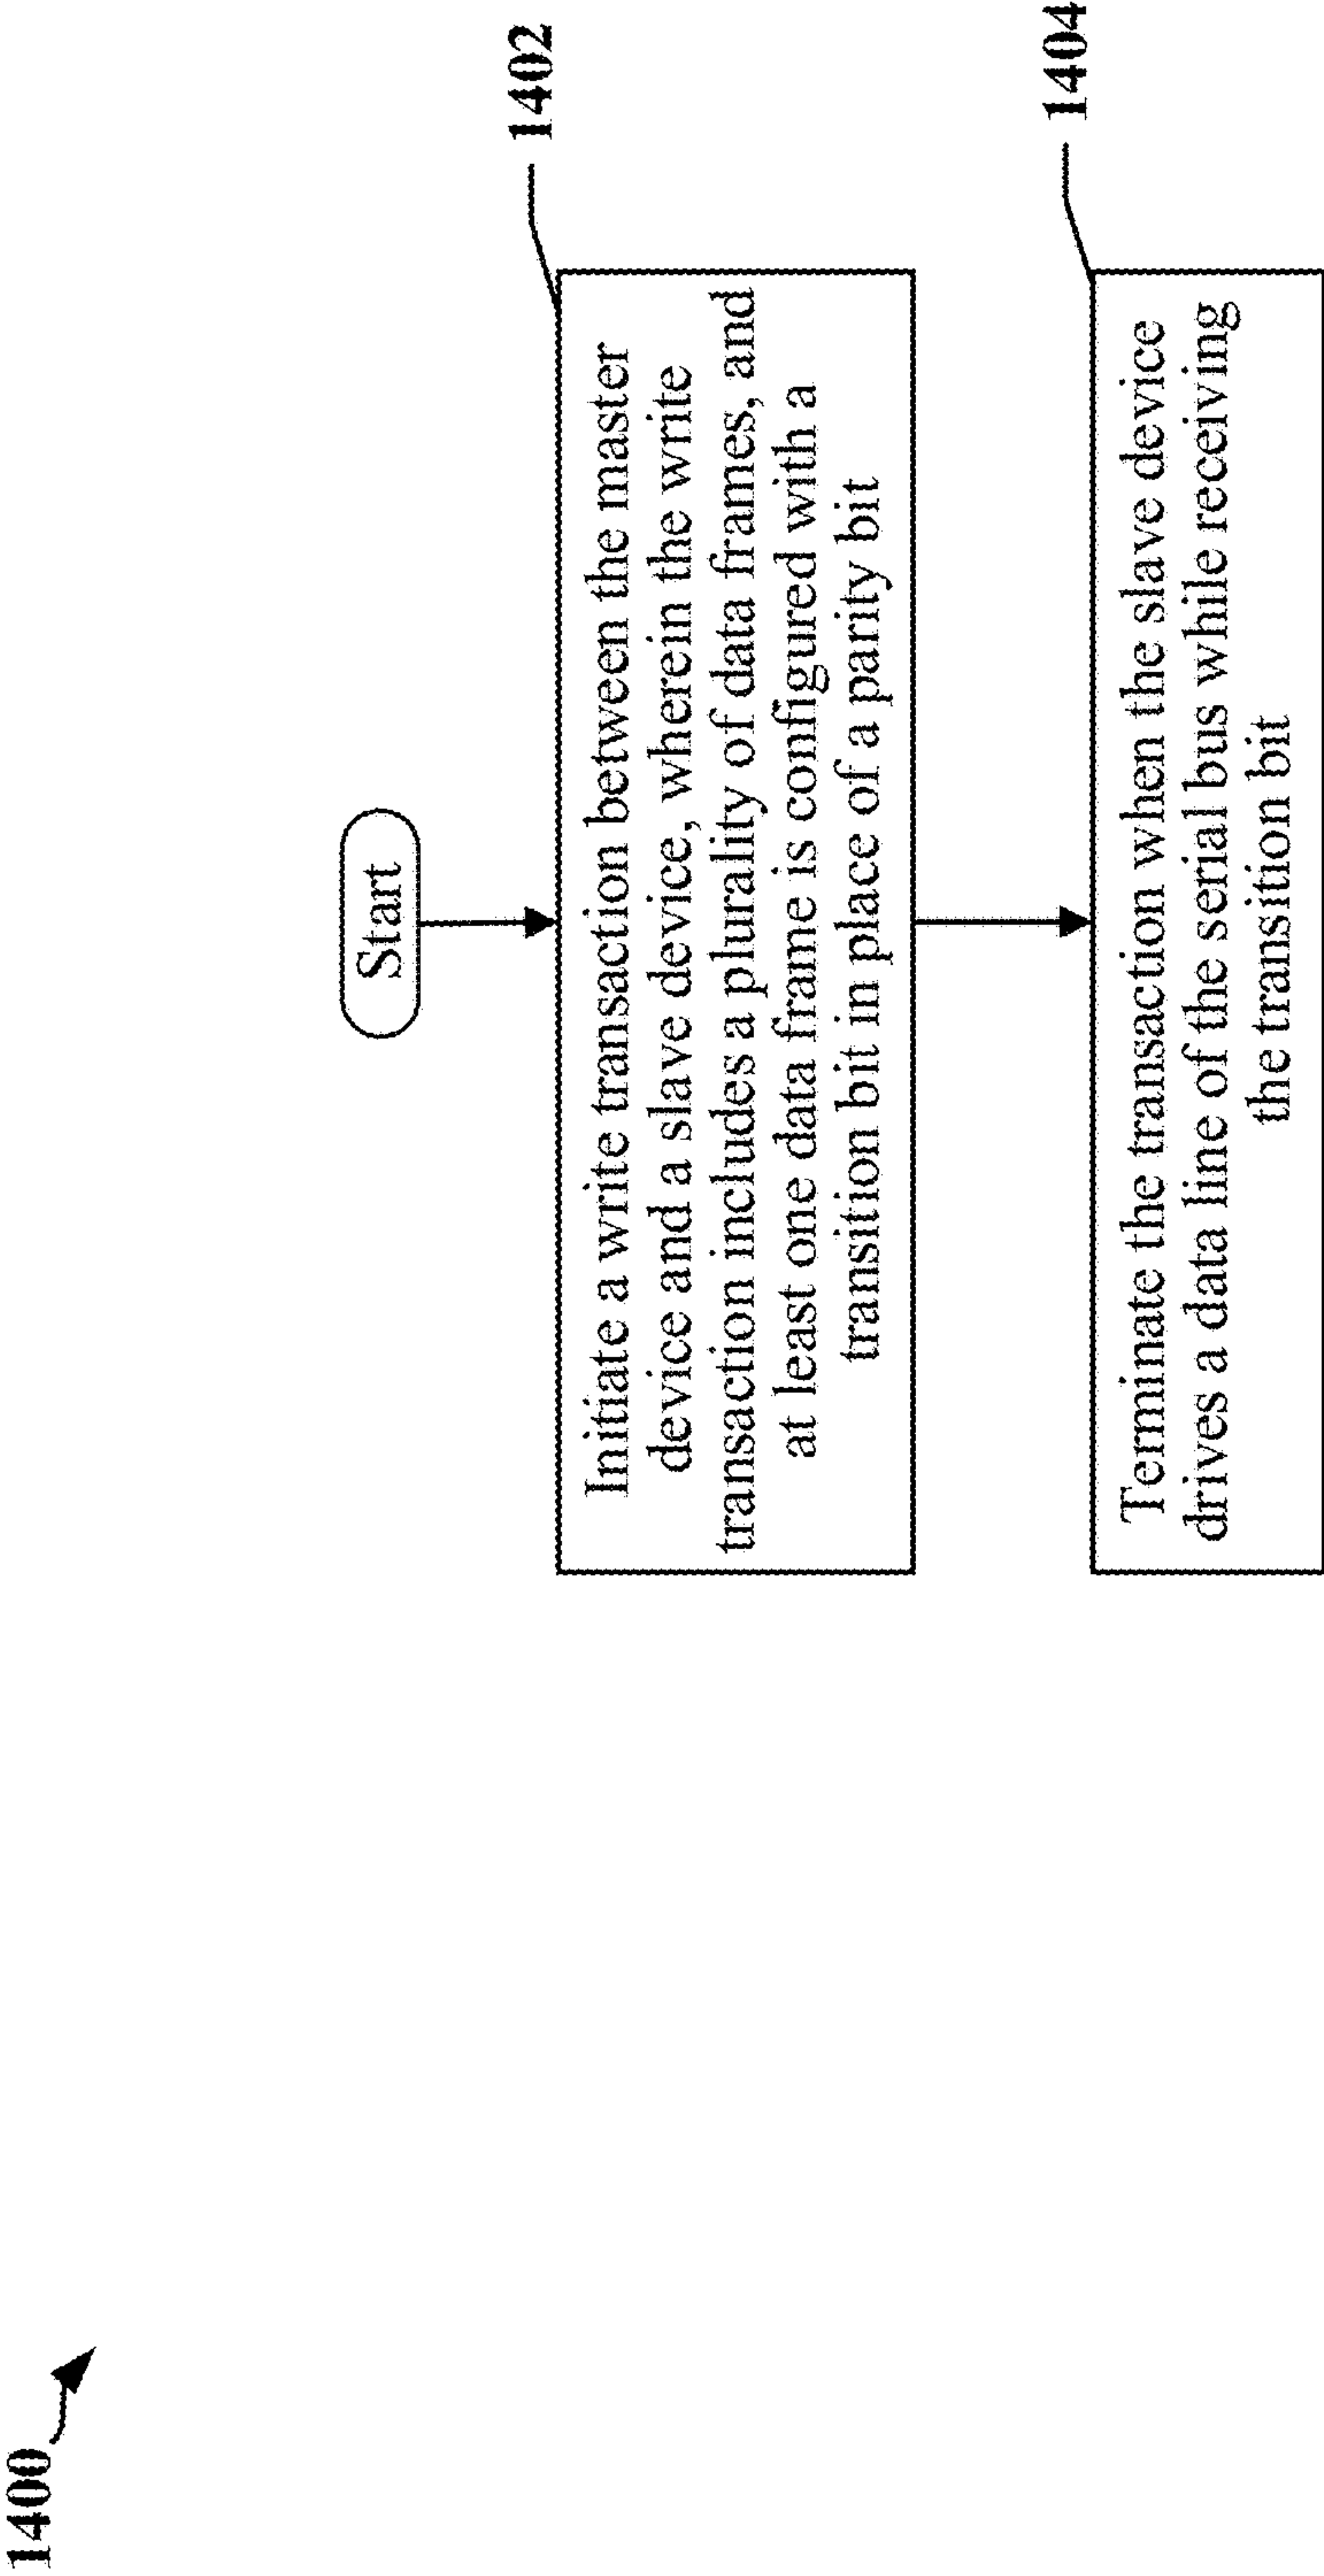 1400
Start
1402
Initiate a write transaction between the master
device and a slave device, wherein the write
transaction includes a plurality of data frames, and
at least one data frame is configured with a
transition bit in place of a parity bit
1404
Terminate the transaction when the slave device
drives a data line of the serial bus while receiving
the transition bit